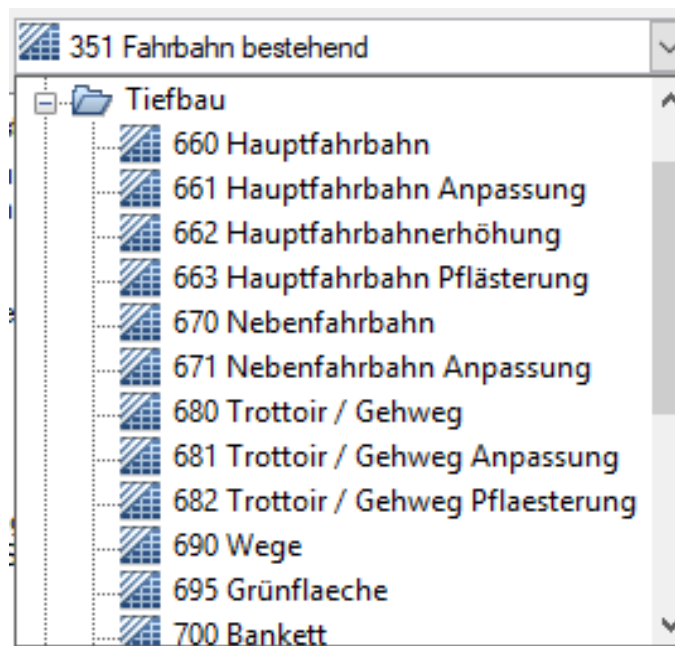 351 Fahrbahn bestehend
Tiefbau
660 Hauptfahrbahn
661 Hauptfahrbahn Anpassung
662 Hauptfahrbahnerhöhung
663 Hauptfahrbahn Pflästerung
670 Nebenfahrbahn
671 Nebenfahrbahn Anpassung
680 Trottoir / Gehweg
681 Trottoir / Gehweg Anpassung
682 Trottoir / Gehweg Pflaesterung
690 Wege
695 Grünflaeche
700 Bankett